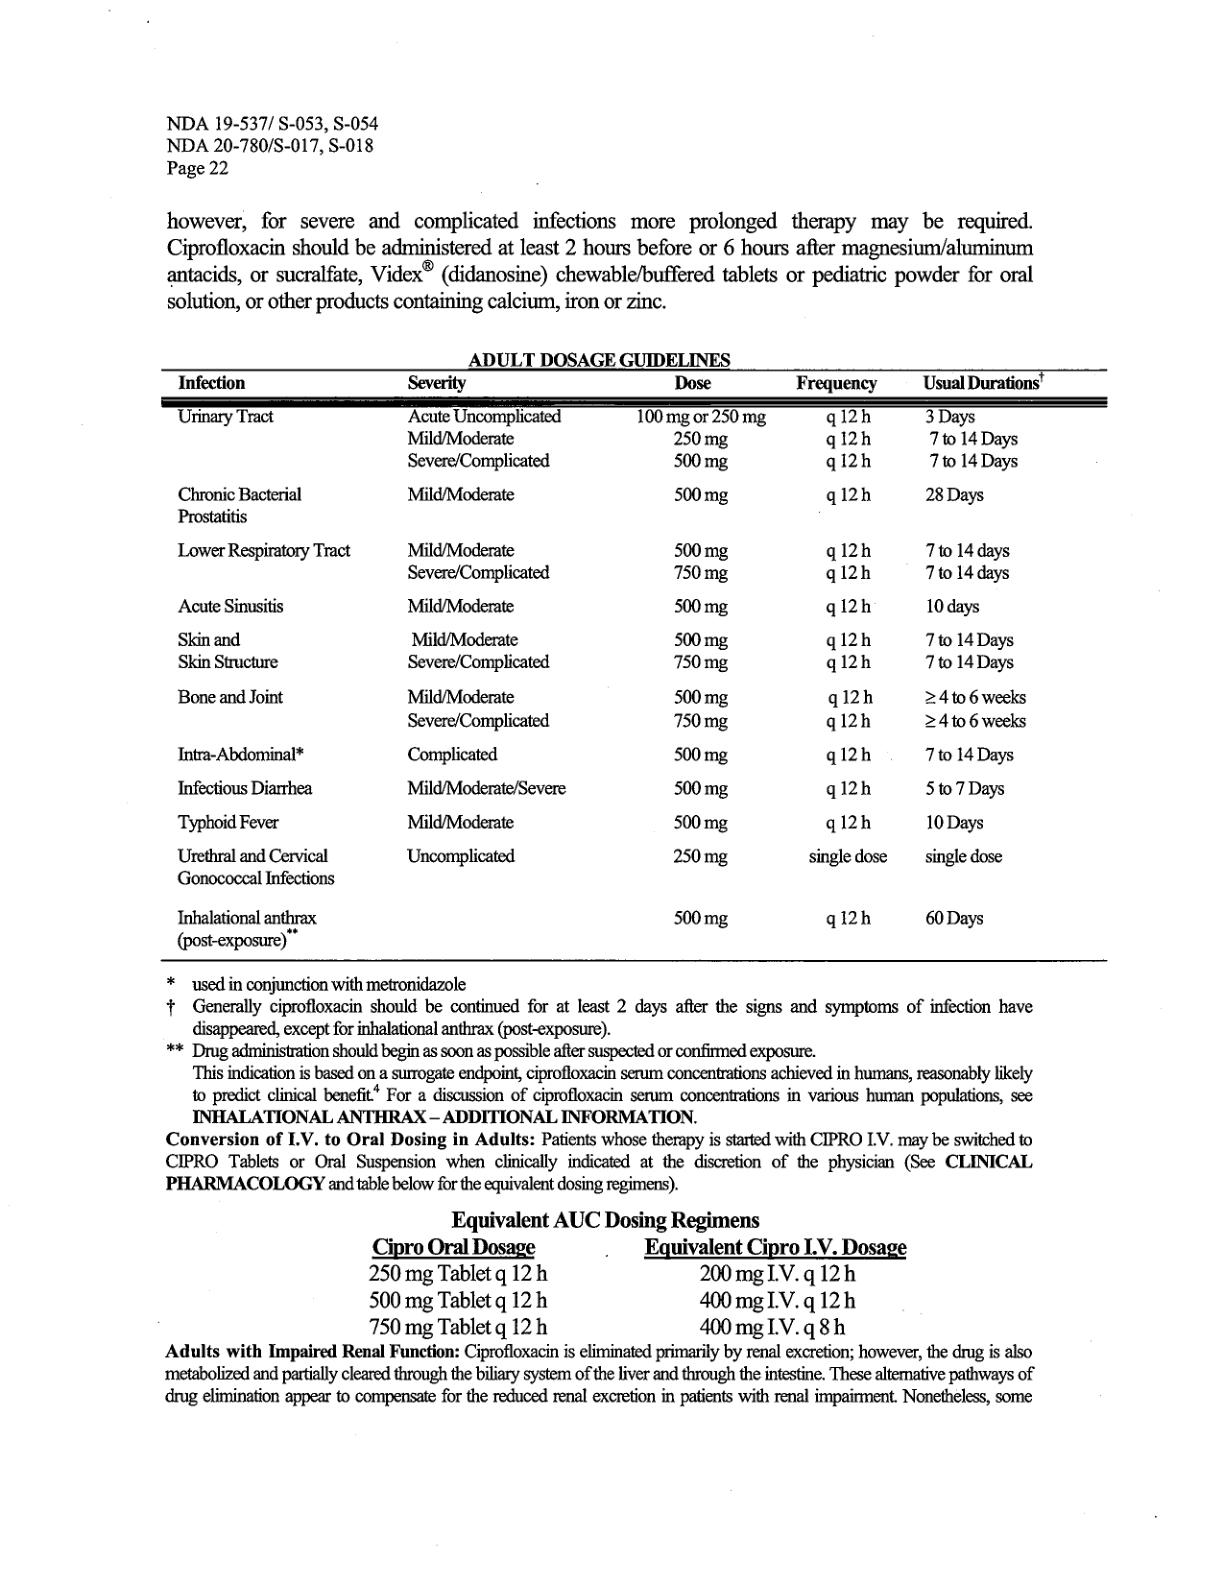 NDA 19-537/ S-053, S-054
NDA 20-780/S-017, S-018
Page 22
however, for severe and complicated infections more prolonged therapy may be required.
Ciprofloxacin should be administered at least 2 hours before or 6 hours after magnesium/aluminum
antacids, or sucralfate, Videx® (didanosine) chewable/buffered tablets or pediatric powder for oral
solution, or other products containing calcium, iron or zinc.
ADULT DOSAGE GUIDELINES
Infection Severity Dose Frequency Usual Durations†
Urinary Tract Acute Uncomplicated 100 mg or 250 mg q 12 h 3 Days
Mild/Moderate 250 mg q 12 h 7 to 14 Days
Severe/Complicated 500 mg q 12 h 7 to 14 Days
Chronic Bacterial Mild/Moderate 500 mg q 12 h 28 Days
Prostatitis
Lower Respiratory Tract Mild/Moderate 500 mg q 12 h 7 to 14 days
Severe/Complicated 750 mg q 12 h 7 to 14 days
Acute Sinusitis Mild/Moderate 500 mg q 12 h 10 days
Skin and Mild/Moderate 500 mg q 12 h 7 to 14 Days
Skin Structure Severe/Complicated 750 mg q 12 h 7 to 14 Days
Bone and Joint Mild/Moderate 500 mg q 12 h ≥ 4 to 6 weeks
Severe/Complicated 750 mg q 12 h ≥ 4 to 6 weeks
Intra-Abdominal* Complicated 500 mg q 12 h 7 to 14 Days
Infectious Diarrhea Mild/Moderate/Severe 500 mg q 12 h 5 to 7 Days
Typhoid Fever Mild/Moderate 500 mg q 12 h 10 Days
Urethral and Cervical Uncomplicated 250 mg single dose single dose
Gonococcal Infections
Inhalational anthrax 500 mg q 12 h 60 Days
(post-exposure)**
* used in conjunction with metronidazole
† Generally ciprofloxacin should be continued for at least 2 days after the signs and symptoms of infection have
disappeared, except for inhalational anthrax (post-exposure).
** Drug administration should begin as soon as possible after suspected or confirmed exposure.
This indication is based on a surrogate endpoint, ciprofloxacin serum concentrations achieved in humans, reasonably likely
to predict clinical benefit.⁴ For a discussion of ciprofloxacin serum concentrations in various human populations, see
INHALATIONAL ANTHRAX – ADDITIONAL INFORMATION.
Conversion of I.V. to Oral Dosing in Adults: Patients whose therapy is started with CIPRO I.V. may be switched to
CIPRO Tablets or Oral Suspension when clinically indicated at the discretion of the physician (See CLINICAL
PHARMACOLOGY and table below for the equivalent dosing regimens).
Equivalent AUC Dosing Regimens
Cipro Oral Dosage Equivalent Cipro I.V. Dosage
250 mg Tablet q 12 h 200 mg I.V. q 12 h
500 mg Tablet q 12 h 400 mg I.V. q 12 h
750 mg Tablet q 12 h 400 mg I.V. q 8 h
Adults with Impaired Renal Function: Ciprofloxacin is eliminated primarily by renal excretion; however, the drug is also
metabolized and partially cleared through the biliary system of the liver and through the intestine. These alternative pathways of
drug elimination appear to compensate for the reduced renal excretion in patients with renal impairment. Nonetheless, some